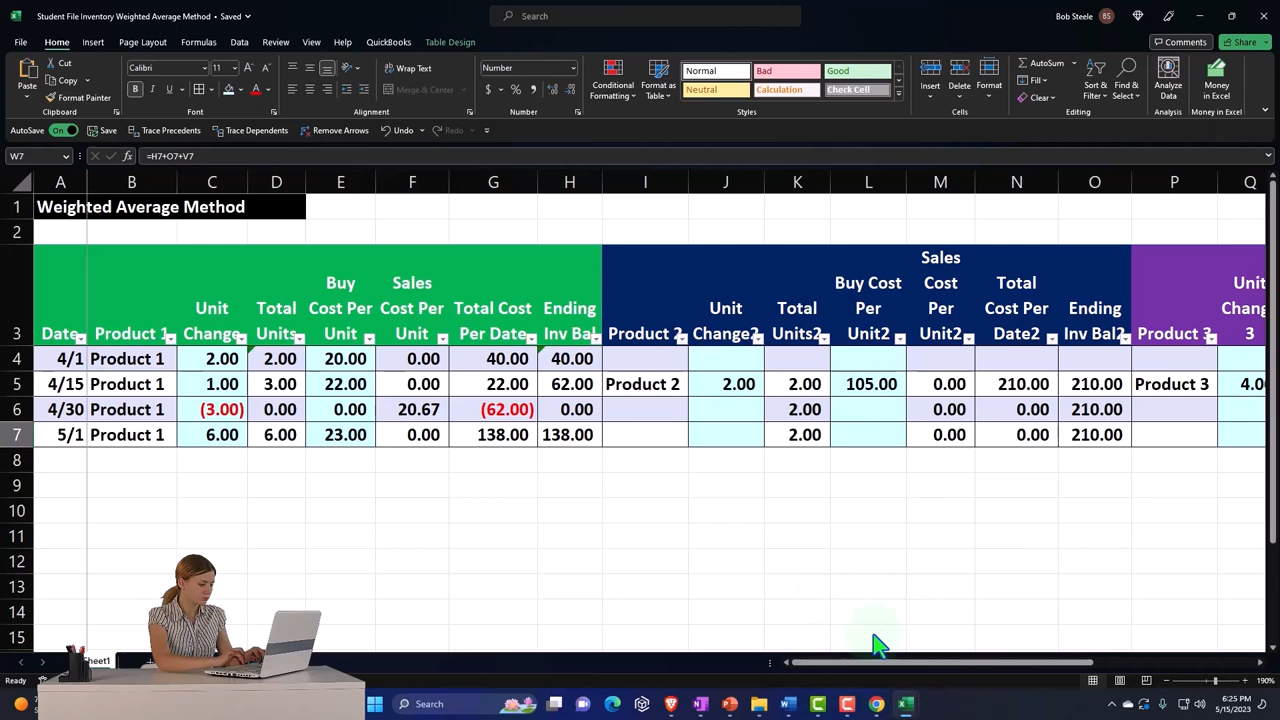 Student File Inventory Weighted Average Method • Saved
Search
Bob Steele BS
File Home Insert Page Layout Formulas Data Review View Help QuickBooks Table Design
Comments Share
Paste
Cut
Copy
Format Painter
Clipboard
Calibri 11
Font
Wrap Text
Merge & Center
Alignment
Number
Number
Conditional Formatting
Format as Table
Normal Bad Good
Neutral Calculation Check Cell
Styles
Insert Delete Format
Cells
AutoSum
Fill
Clear
Sort & Filter
Find & Select
Editing
Analyze Data
Analysis
Money in Excel
Money in Excel
AutoSave On Save Trace Precedents Trace Dependents Remove Arrows Undo Redo
W7 fx =H7+O7+V7
A B C D E F G H I J K L M N O P Q
1 Weighted Average Method
2
3 Date Product 1 Unit Change Total Units Buy Cost Per Unit Sales Cost Per Unit Total Cost Per Date Ending Inv Bal Product 2 Unit Change2 Total Units2 Buy Cost Per Unit2 Sales Cost Per Unit2 Total Cost Per Date2 Ending Inv Bal2 Product 3
4 4/1 Product 1 2.00 2.00 20.00 0.00 40.00 40.00
5 4/15 Product 1 1.00 3.00 22.00 0.00 22.00 62.00 Product 2 2.00 2.00 105.00 0.00 210.00 210.00 Product 3
6 4/30 Product 1 (3.00) 0.00 0.00 20.67 (62.00) 0.00 2.00 0.00 0.00 210.00
7 5/1 Product 1 6.00 6.00 23.00 0.00 138.00 138.00 2.00 0.00 0.00 210.00
8
9
10
11
12
13
14
15
Ready
190%
Search
6:25 PM
5/15/2023